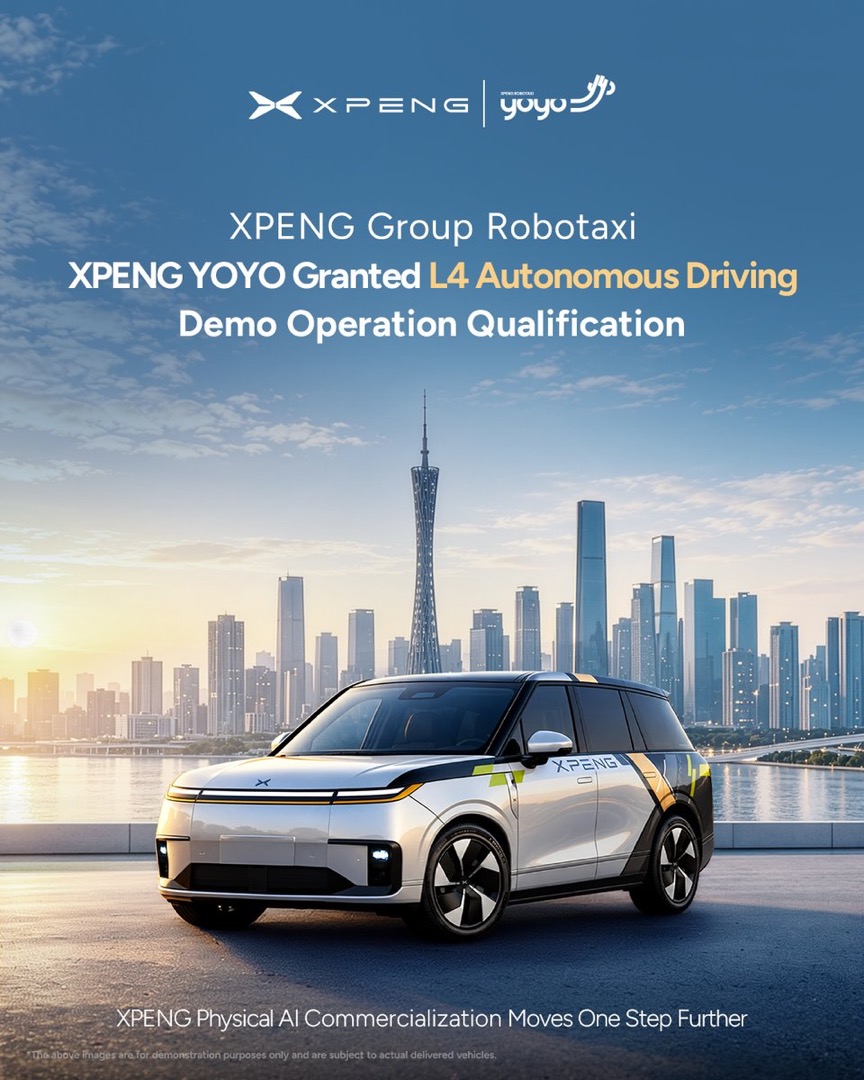 XPENG
XPENG ROBOTAXI
yoyo
XPENG Group Robotaxi
XPENG YOYO Granted L4 Autonomous Driving
Demo Operation Qualification
XPENG
XPENG Physical AI Commercialization Moves One Step Further
*The above images are for demonstration purposes only and are subject to actual delivered vehicles.